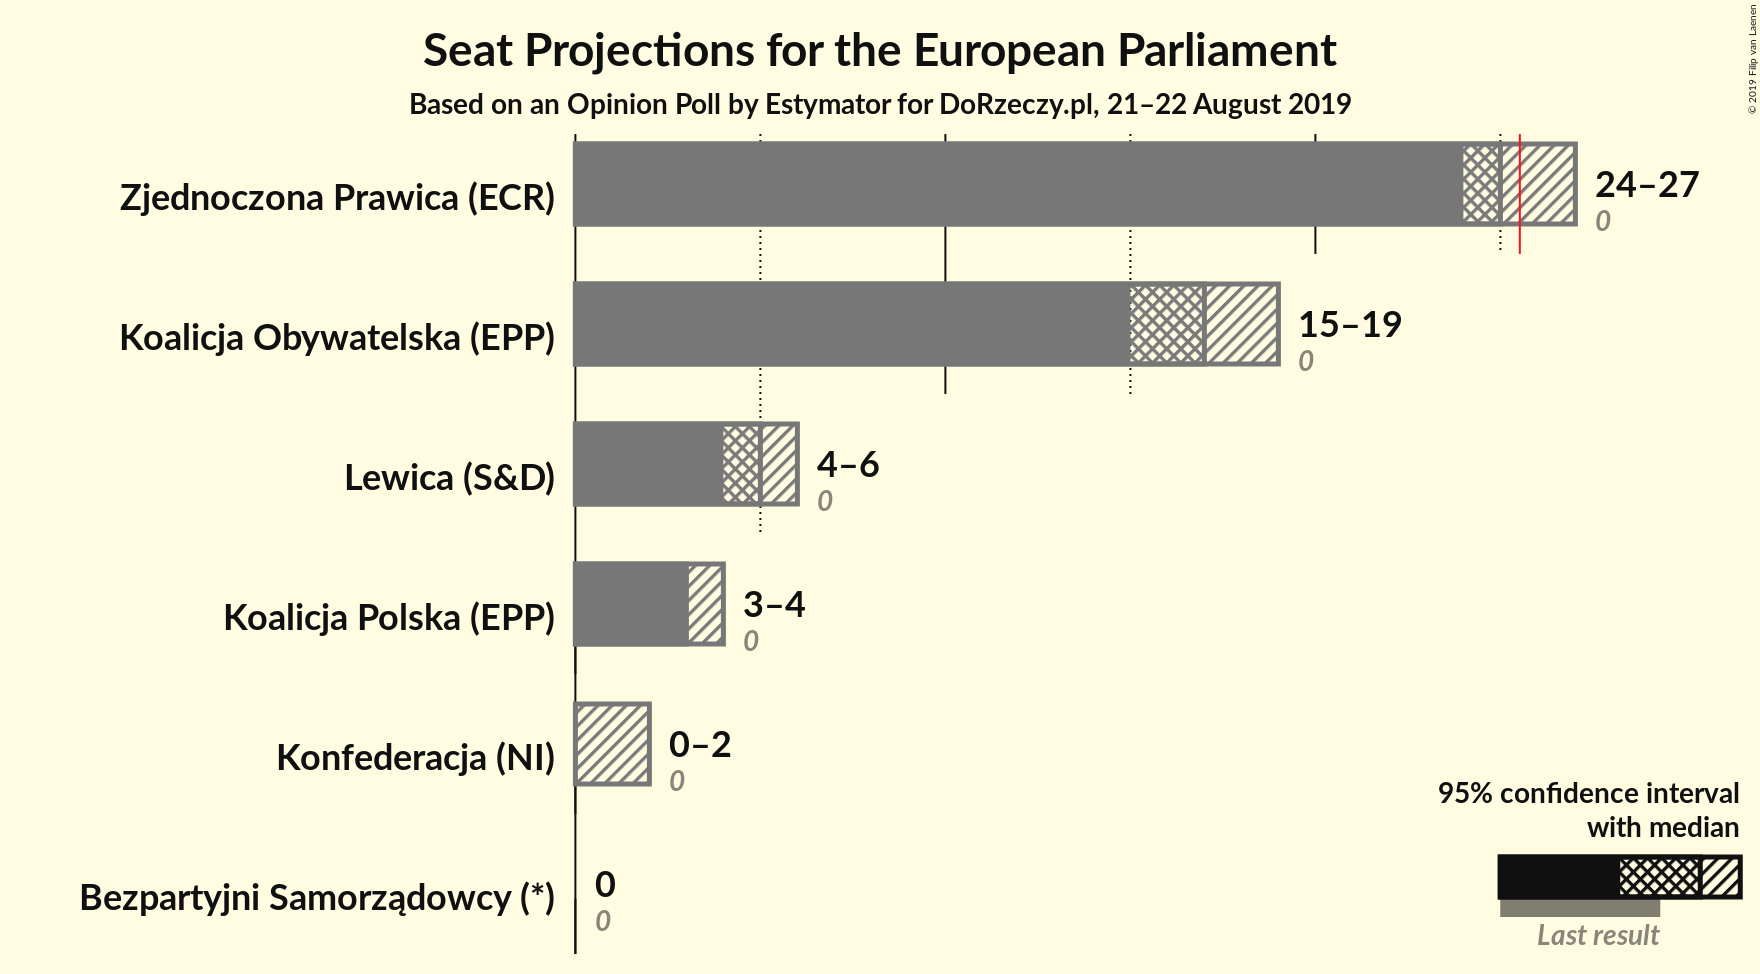 Seat Projections for the European Parliament
Based on an Opinion Poll by Estymator for DoRzeczy.pl, 21–22 August 2019
© 2019 Filip van Laenen
Zjednoczona Prawica (ECR)
24–27
0
Koalicja Obywatelska (EPP)
15–19
0
Lewica (S&D)
4–6
0
Koalicja Polska (EPP)
3–4
0
Konfederacja (NI)
0–2
0
Bezpartyjni Samorządowcy (*)
0
0
95% confidence interval
with median
Last result